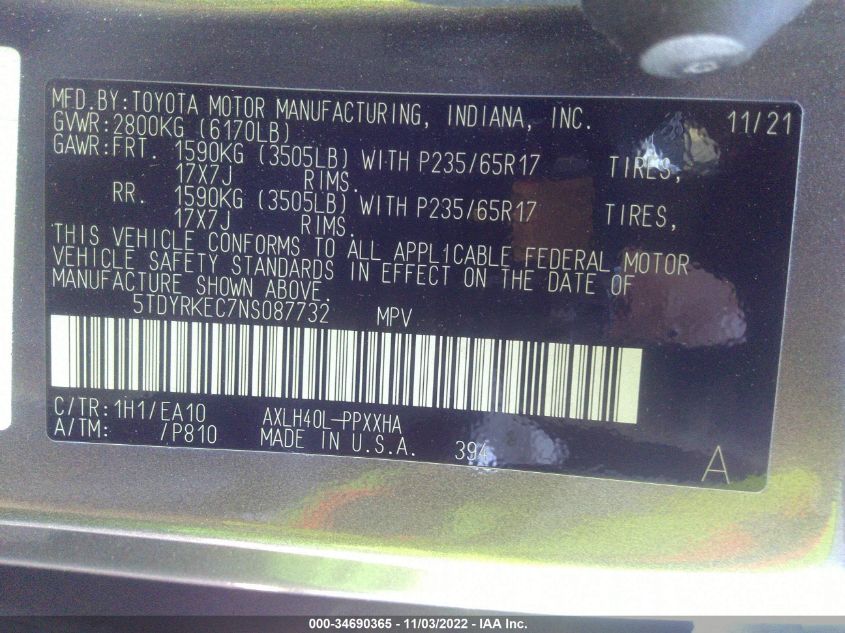 MFD.BY:TOYOTA MOTOR MANUFACTURING, INDIANA, INC. 11/21
GVWR:2800KG (6170LB)
GAWR:FRT. 1590KG (3505LB) WITH P235/65R17 TIRES,
17X7J RIMS.
RR. 1590KG (3505LB) WITH P235/65R17 TIRES,
17X7J RIMS.
THIS VEHICLE CONFORMS TO ALL APPL1CABLE FEDERAL MOTOR
VEHICLE SAFETY STANDARDS IN EFFECT ON THE DATE OF
MANUFACTURE SHOWN ABOVE.
5TDYRKEC7NS087732 MPV
C/TR:1H1/EA10 AXLH40L-PPXXHA
A/TM: /P810 MADE IN U.S.A. 394 A
000-34690365 - 11/03/2022 - IAA Inc.